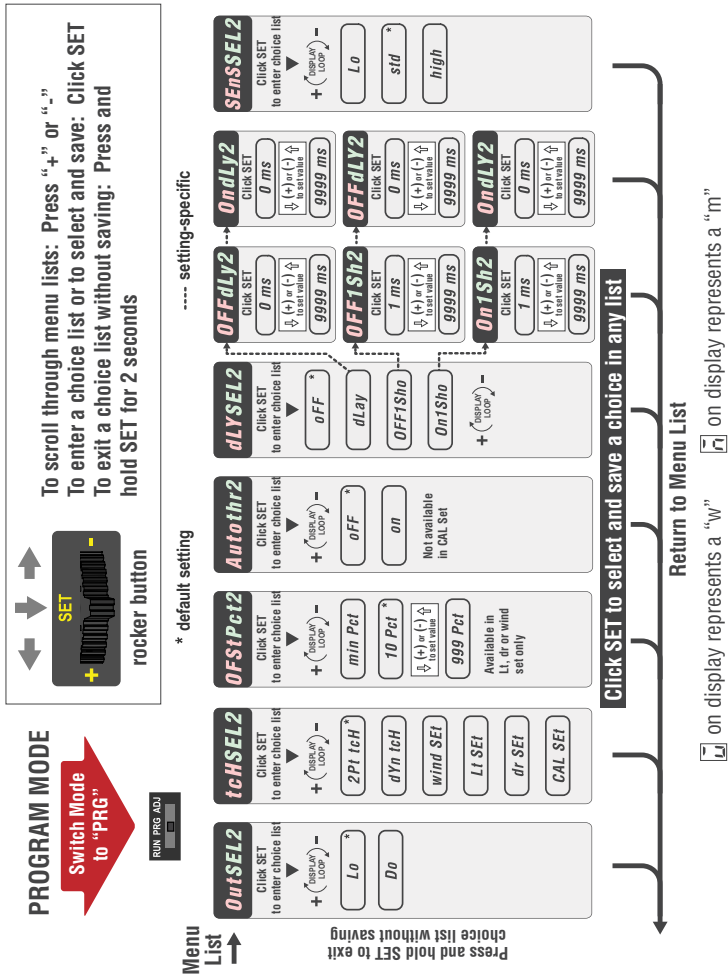 PROGRAM MODE
Switch Mode
to “PRG”
RUN PRG ADJ
SET
+
-
rocker button
To scroll through menu lists: Press “+” or “-”
To enter a choice list or to select and save: Click SET
To exit a choice list without saving: Press and
hold SET for 2 seconds
* default setting
---- setting-specific
Menu
List
Press and hold SET to exit
choice list without saving
OutSEL2
Click SET
to enter choice list
+ (DISPLAY LOOP) -
Lo *
Do
tcHSEL2
Click SET
to enter choice list
+ (DISPLAY LOOP) -
2Pt tcH *
dYn tcH
wind SEt
Lt SEt
dr SEt
CAL SEt
OFStPct2
Click SET
to enter choice list
+ (DISPLAY LOOP) -
min Pct
10 Pct *
(+) or (-)
to set value
999 Pct
Available in
Lt, dr or wind
set only
Autothr2
Click SET
to enter choice list
+ (DISPLAY LOOP) -
oFF *
on
Not available
in CAL Set
dLYSEL2
Click SET
to enter choice list
oFF *
dLay
OFF1Sho
On1Sho
+ (DISPLAY LOOP) -
OFFdLy2
Click SET
0 ms
(+) or (-)
to set value
9999 ms
OndLy2
Click SET
0 ms
(+) or (-)
to set value
9999 ms
OFF1Sh2
Click SET
1 ms
(+) or (-)
to set value
9999 ms
OFFdLY2
Click SET
0 ms
(+) or (-)
to set value
9999 ms
On1Sh2
Click SET
1 ms
(+) or (-)
to set value
9999 ms
OndLY2
Click SET
0 ms
(+) or (-)
to set value
9999 ms
SEnSSEL2
Click SET
to enter choice list
+ (DISPLAY LOOP) -
Lo
std *
high
Click SET to select and save a choice in any list
Return to Menu List
on display represents a “w”
on display represents a “m”